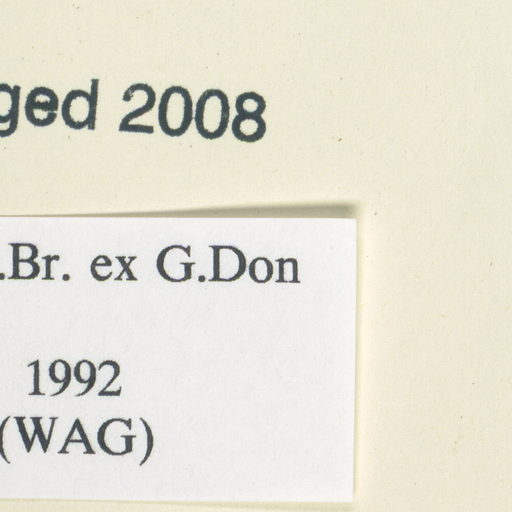 ged 2008
.Br. ex G.Don
1992
(WAG)